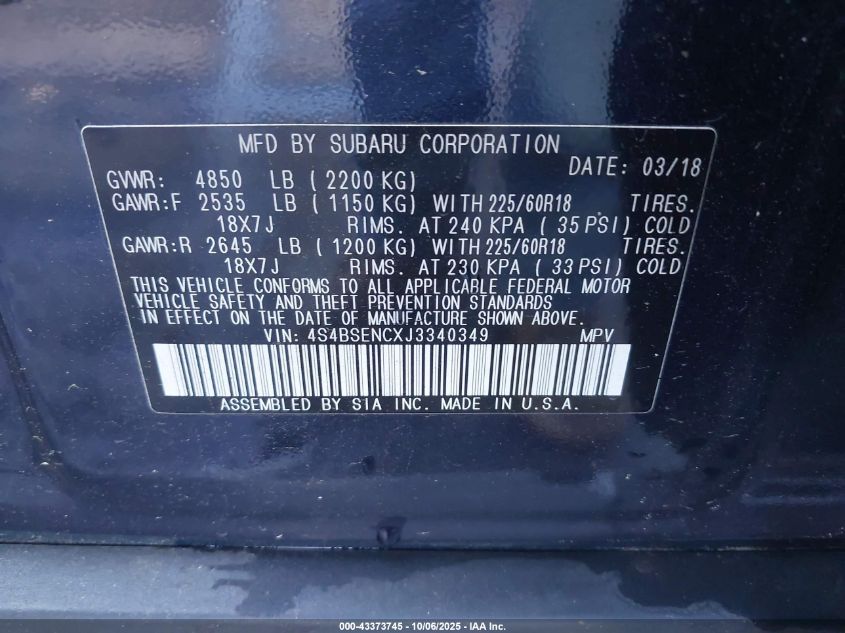 MFD BY SUBARU CORPORATION
DATE: 03/18
GVWR: 4850 LB ( 2200 KG)
GAWR:F 2535 LB ( 1150 KG) WITH 225/60R18 TIRES.
18X7J RIMS. AT 240 KPA ( 35 PSI) COLD
GAWR:R 2645 LB ( 1200 KG) WITH 225/60R18 TIRES.
18X7J RIMS. AT 230 KPA ( 33 PSI) COLD
THIS VEHICLE CONFORMS TO ALL APPLICABLE FEDERAL MOTOR
VEHICLE SAFETY AND THEFT PREVENTION STANDARDS
IN EFFECT ON THE DATE OF MANUFACTURE SHOWN ABOVE.
VIN: 4S4BSENCXJ3340349 MPV
ASSEMBLED BY SIA INC. MADE IN U.S.A.
000-43373745 - 10/06/2025 - IAA Inc.